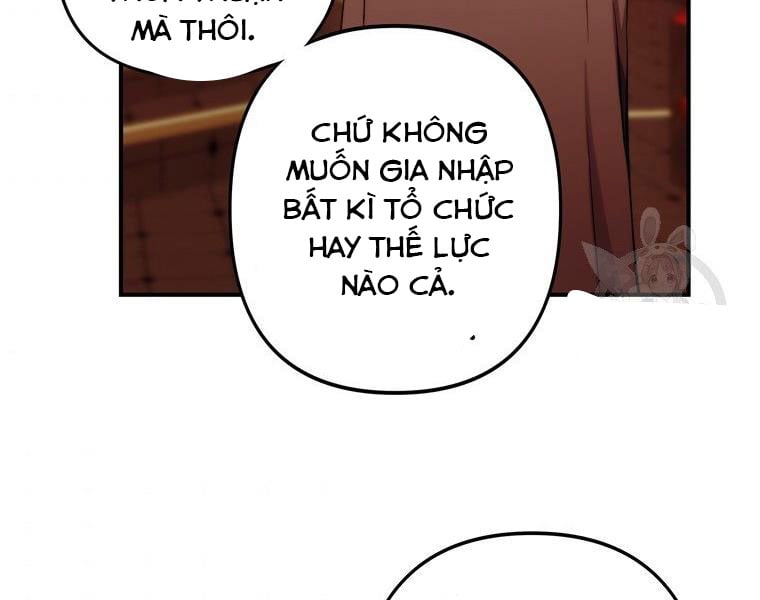 MÀ THÔI.
CHỨ KHÔNG
MUỐN GIA NHẬP
BẤT KÌ TỔ CHỨC
HAY THẾ LỰC
NÀO CẢ.